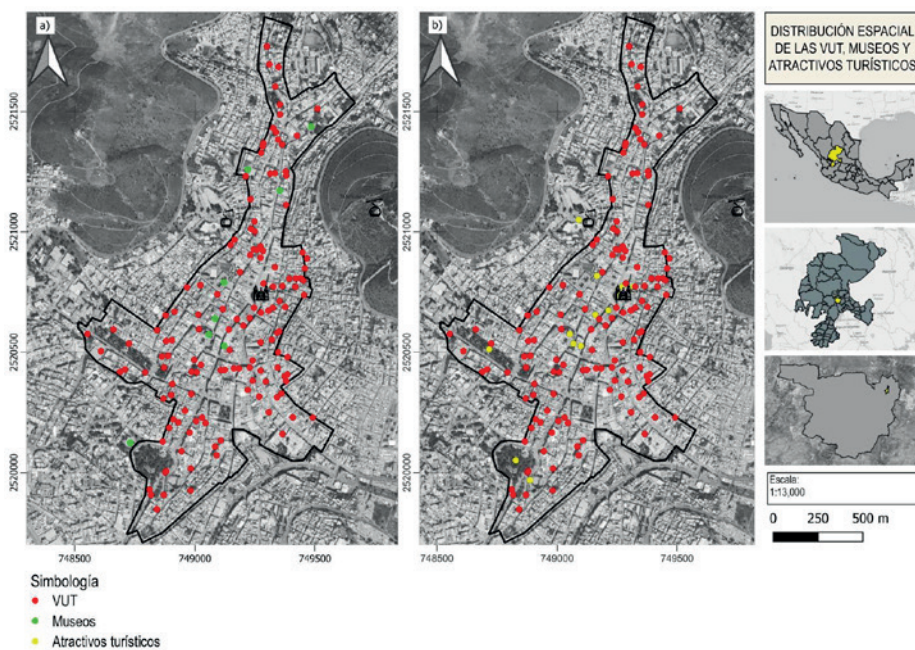 a)
2521500
2521000
2520500
2520000
748500
749000
749500
b)
2521500
2521000
2520500
2520000
748500
749000
749500
DISTRIBUCIÓN ESPACIAL
DE LAS VUT, MUSEOS Y
ATRACTIVOS TURÍSTICOS
Escala:
1:13,000
0 250 500 m
Simbología
VUT
Museos
Atractivos turísticos